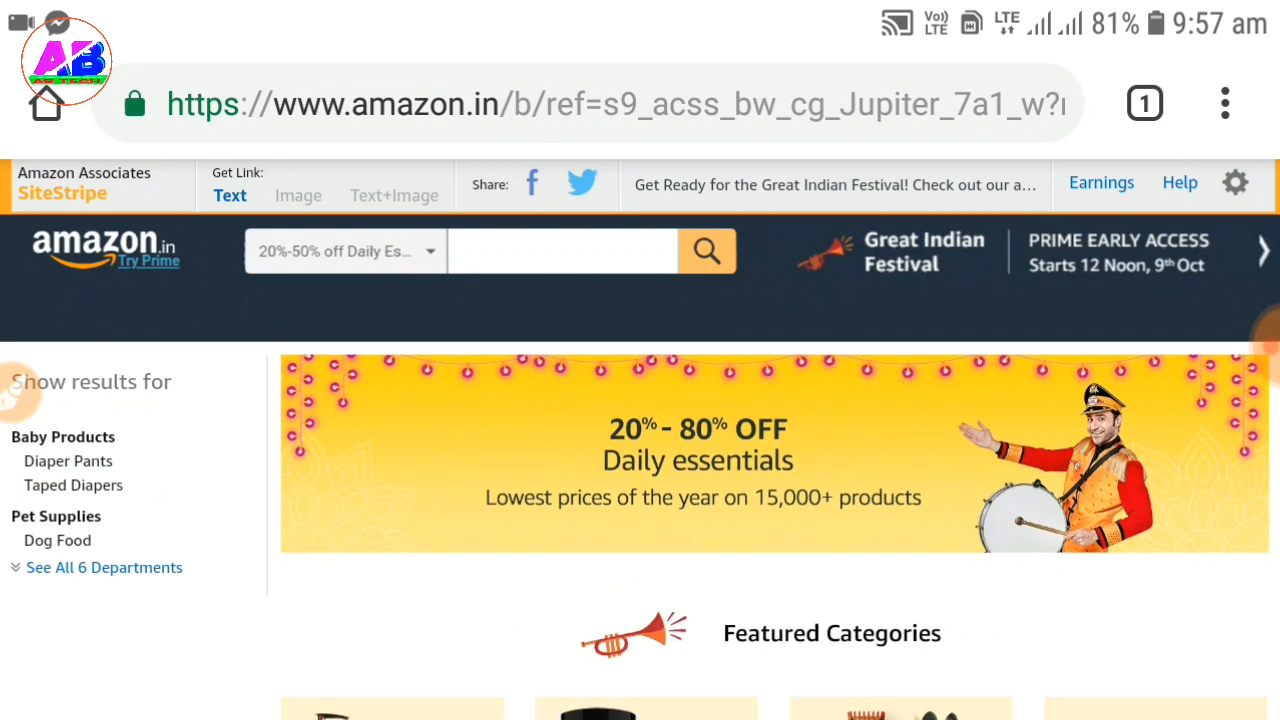 Vo))
LTE
LTE
81%
9:57 am
AB
AB TECH
https://www.amazon.in/b/ref=s9_acss_bw_cg_Jupiter_7a1_w?r
1
Amazon Associates
SiteStripe
Get Link:
Text
Image
Text+Image
Share:
Get Ready for the Great Indian Festival! Check out our a...
Earnings
Help
amazon.in
Try Prime
20%-50% off Daily Es...
Great Indian
Festival
PRIME EARLY ACCESS
Starts 12 Noon, 9th Oct
Show results for
Baby Products
Diaper Pants
Taped Diapers
Pet Supplies
Dog Food
See All 6 Departments
20% - 80% OFF
Daily essentials
Lowest prices of the year on 15,000+ products
Featured Categories